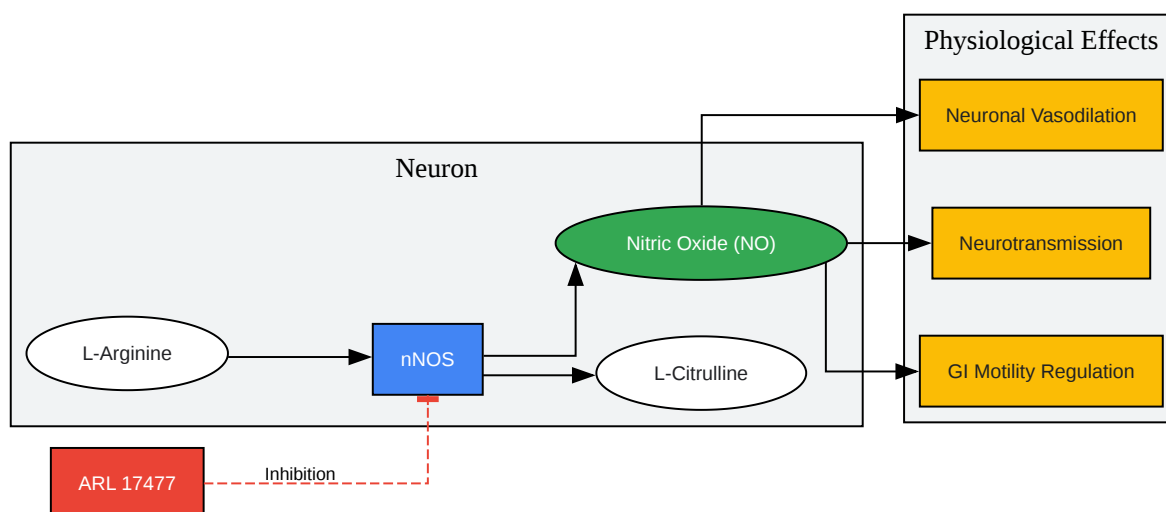 Physiological Effects
Neuronal Vasodilation
Neuron
Nitric Oxide (NO)
Neurotransmission
L-Arginine
nNOS
L-Citrulline
GI Motility Regulation
ARL 17477
Inhibition